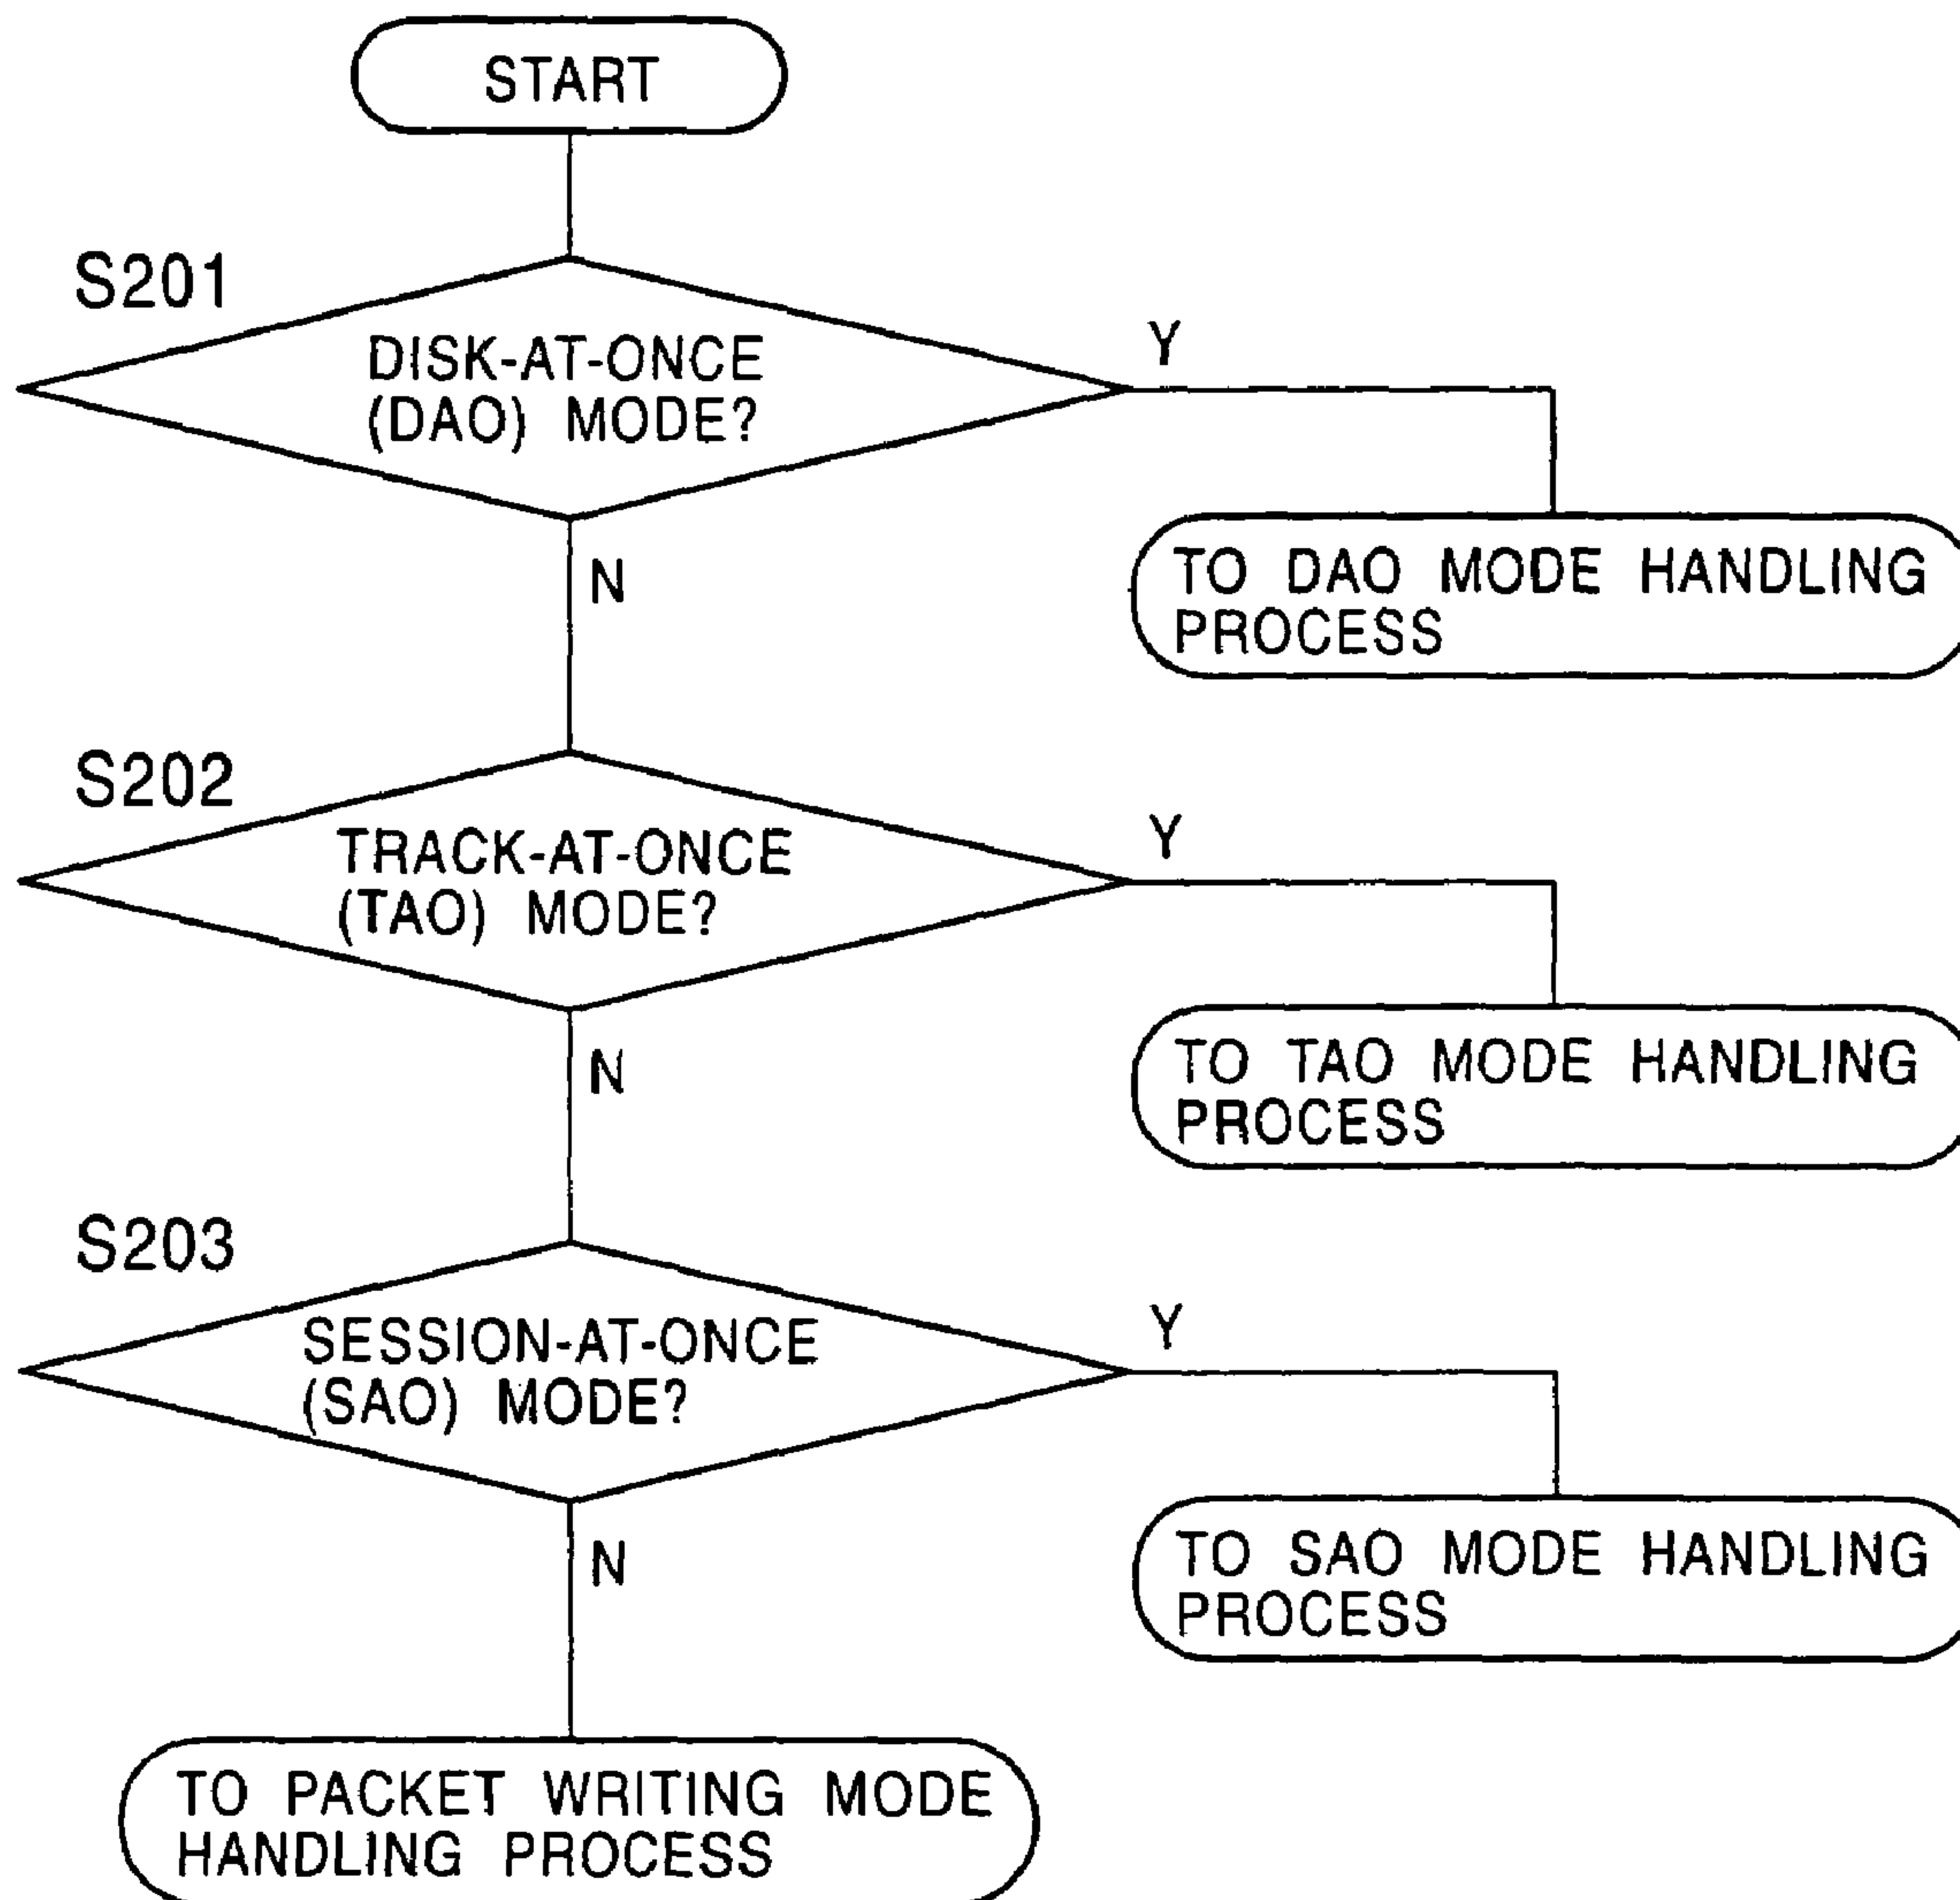 START
S201
DISK-AT-ONCE
(DAO) MODE?
Y
N
TO DAO MODE HANDLING
PROCESS
S202
TRACK-AT-ONCE
(TAO) MODE?
Y
N
TO TAO MODE HANDLING
PROCESS
S203
SESSION-AT-ONCE
(SAO) MODE?
Y
N
TO SAO MODE HANDLING
PROCESS
TO PACKET WRITING MODE
HANDLING PROCESS